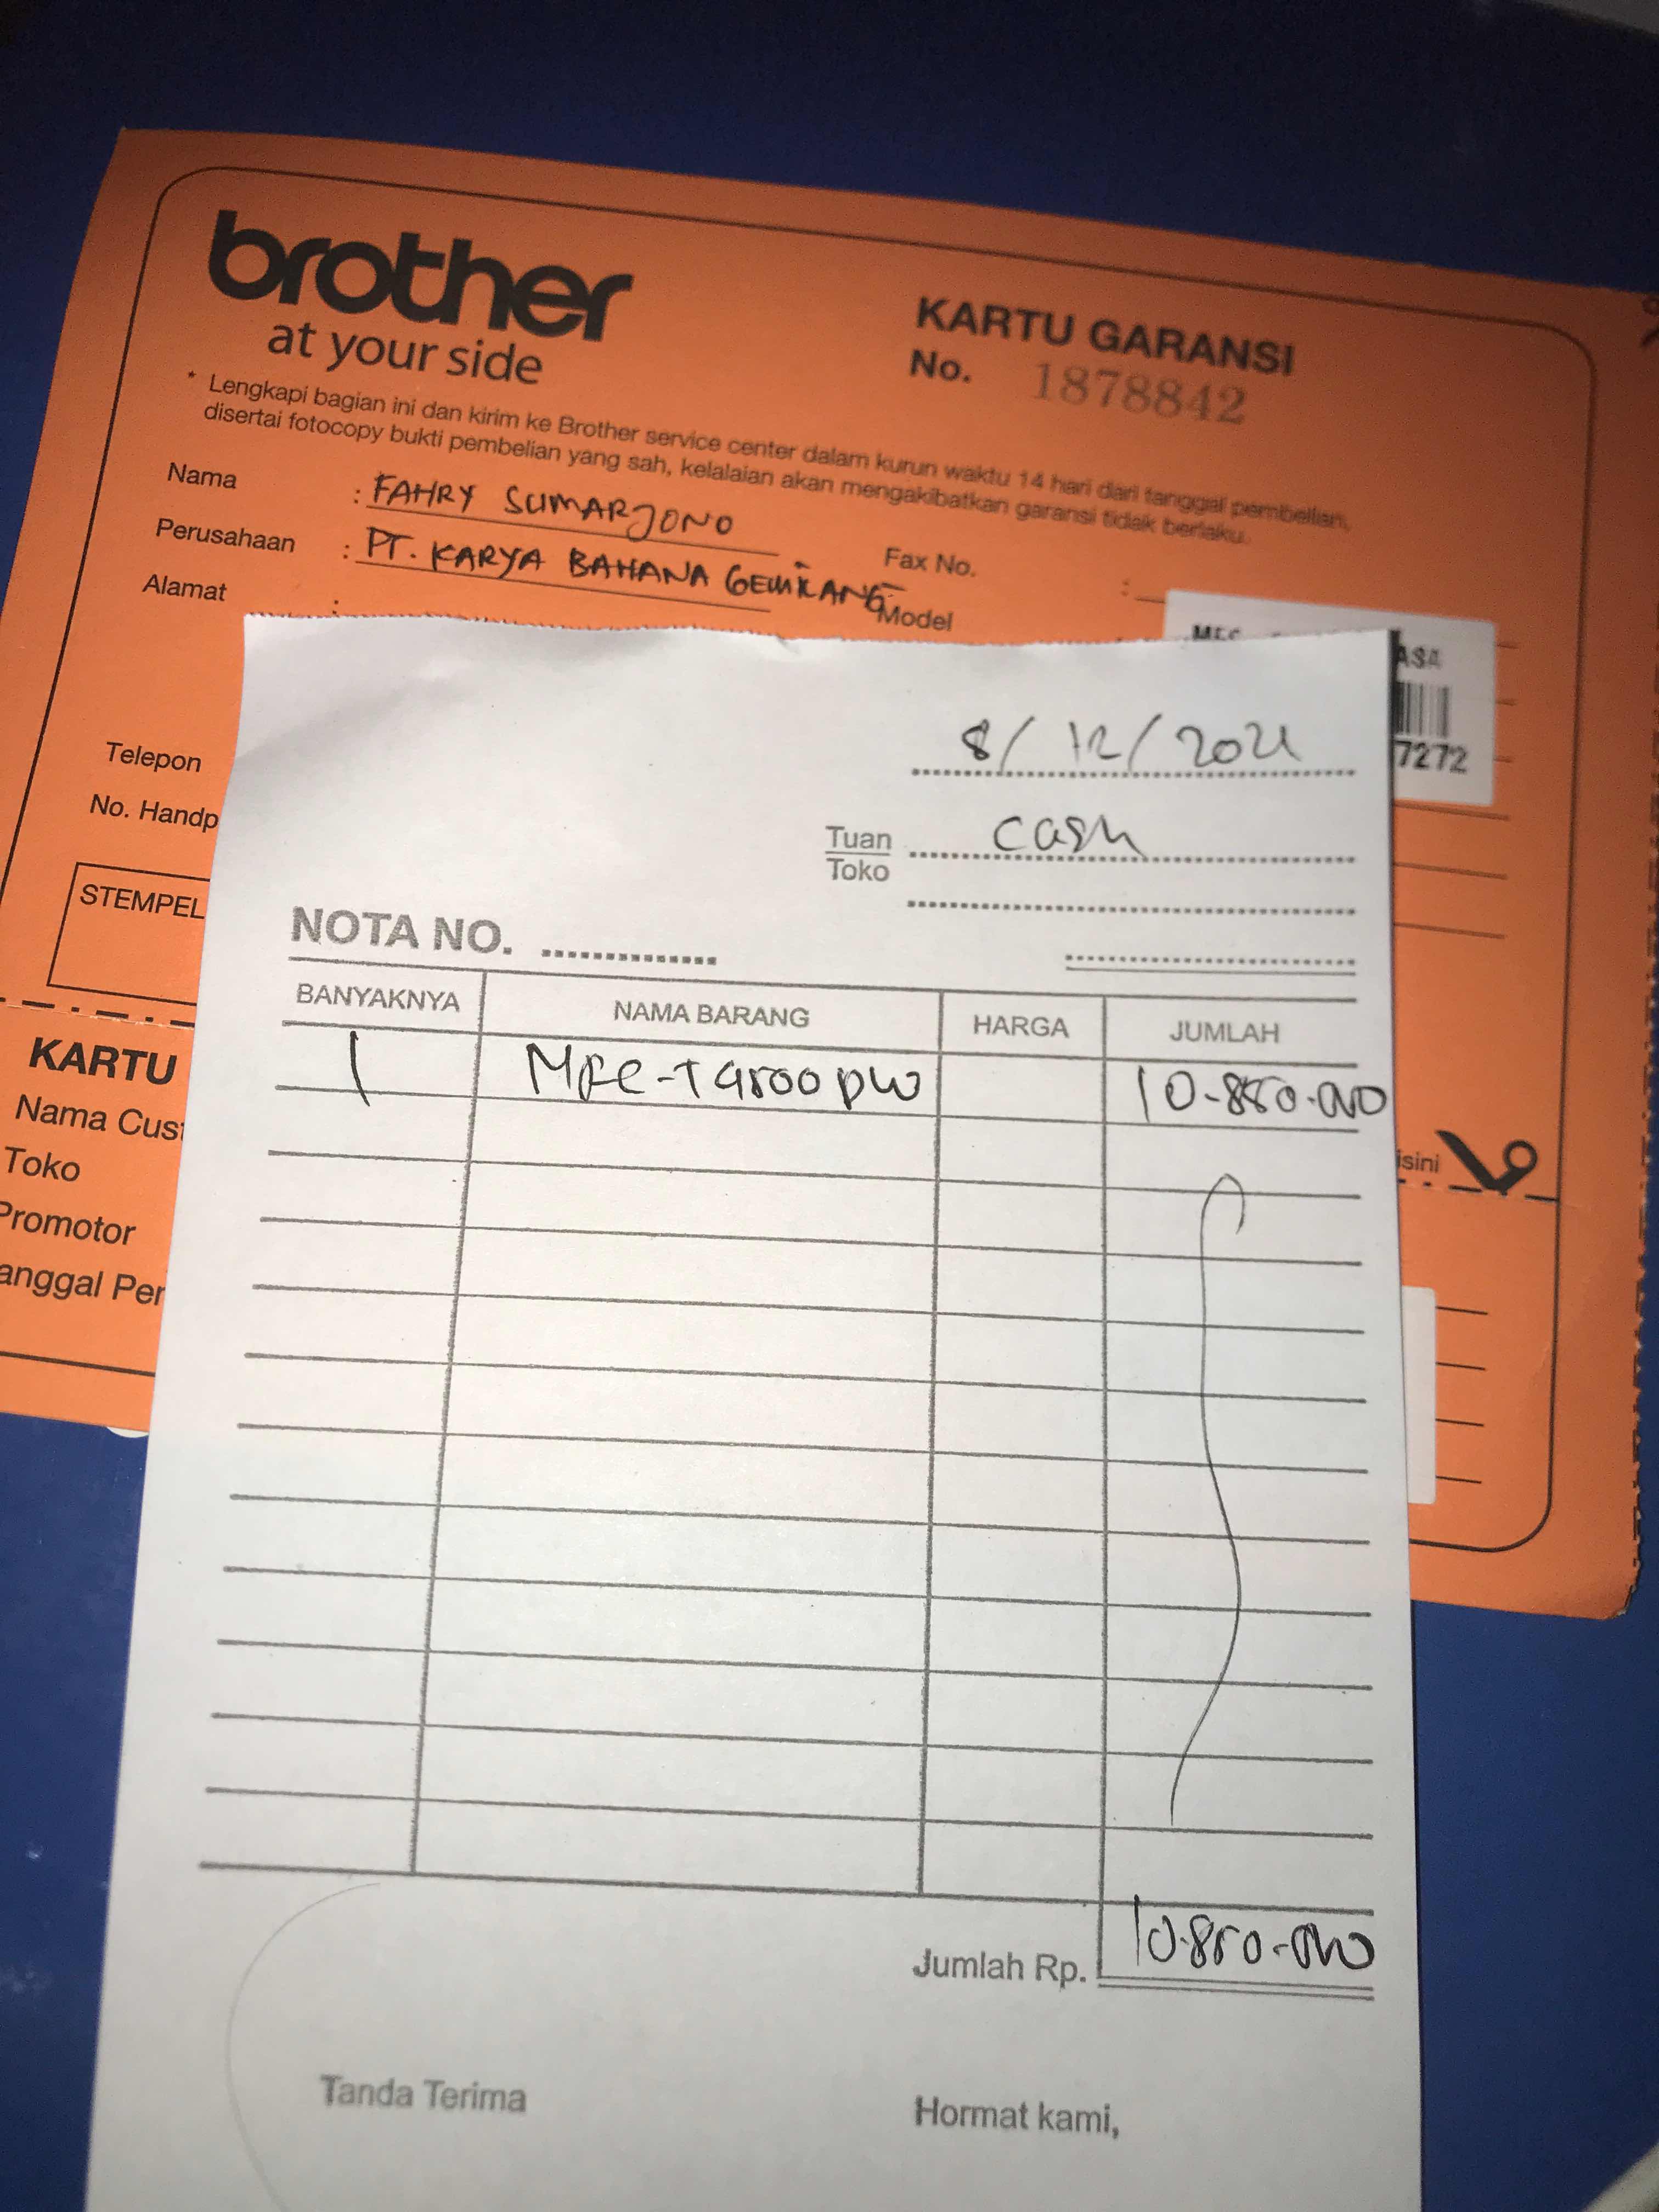 brother
at your side
KARTU GARANSI
No. 1878842
* Lengkapi bagian ini dan kirim ke Brother service center dalam kurun waktu 14 hari dari tanggal pembelian,
disertai fotocopy bukti pembelian yang sah, kelalaian akan mengakibatkan garansi tidak berlaku.
Nama : FAHRY SUMARJONO
Perusahaan : PT. KARYA BAHANA
Fax No. :
Alamat :
Model
ASA
7272
Telepon
No. Handp
STEMPEL
8/12/2021
Tuan Cash
Toko
NOTA NO.
BANYAKNYA NAMA BARANG HARGA JUMLAH
1 MFC-T4500DW 10.850.000
KARTU
Nama Cus
Toko
Promotor
anggal Per
isini
Jumlah Rp. 10.850.000
Tanda Terima
Hormat kami,